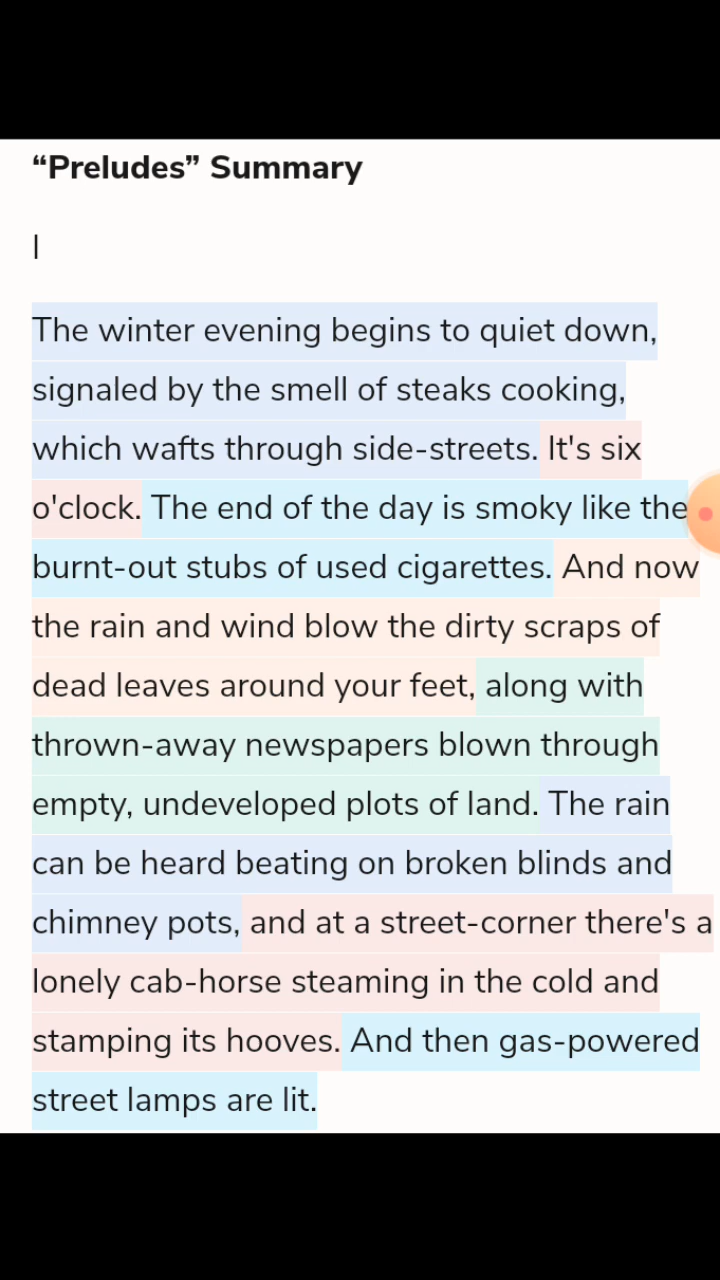 “Preludes” Summary
I
The winter evening begins to quiet down,
signaled by the smell of steaks cooking,
which wafts through side-streets. It's six
o'clock. The end of the day is smoky like the
burnt-out stubs of used cigarettes. And now
the rain and wind blow the dirty scraps of
dead leaves around your feet, along with
thrown-away newspapers blown through
empty, undeveloped plots of land. The rain
can be heard beating on broken blinds and
chimney pots, and at a street-corner there's a
lonely cab-horse steaming in the cold and
stamping its hooves. And then gas-powered
street lamps are lit.